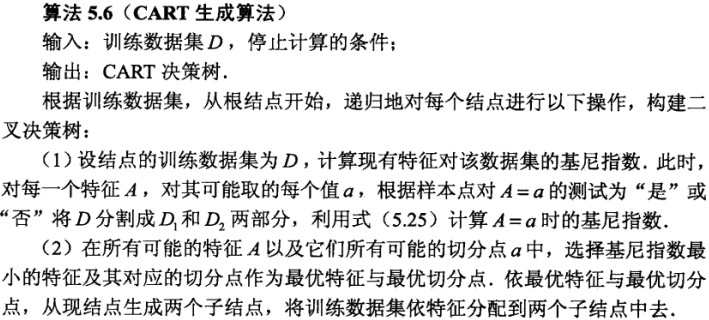 算法 5.6（CART 生成算法）
输入：训练数据集 D，停止计算的条件；
输出：CART 决策树．
根据训练数据集，从根结点开始，递归地对每个结点进行以下操作，构建二
叉决策树：
（1）设结点的训练数据集为 D，计算现有特征对该数据集的基尼指数．此时，
对每一个特征 A，对其可能取的每个值 a，根据样本点对 A = a 的测试为“是”或
“否”将 D 分割成 D₁ 和 D₂ 两部分，利用式（5.25）计算 A = a 时的基尼指数．
（2）在所有可能的特征 A 以及它们所有可能的切分点 a 中，选择基尼指数最
小的特征及其对应的切分点作为最优特征与最优切分点．依最优特征与最优切分
点，从现结点生成两个子结点，将训练数据集依特征分配到两个子结点中去．